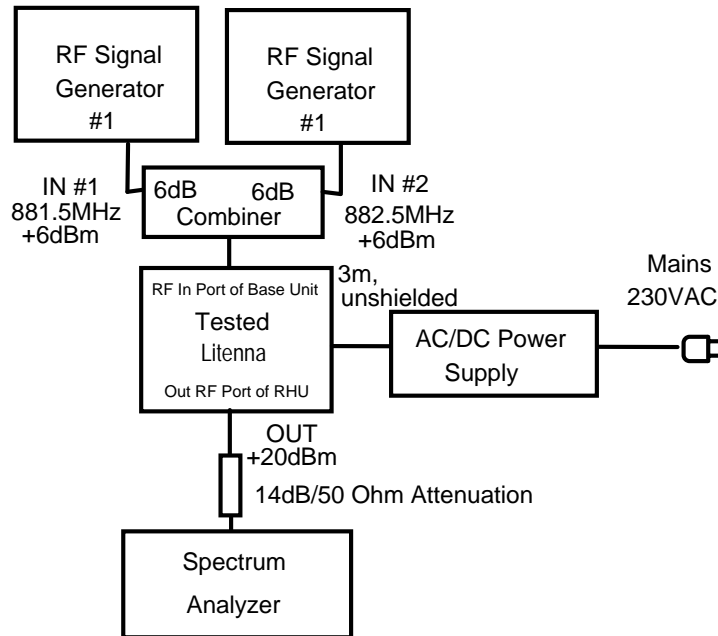 RF Signal
Generator
#1
RF Signal
Generator
#1
IN #1
881.5MHz
+6dBm
6dB
6dB
Combiner
IN #2
882.5MHz
+6dBm
RF In Port of Base Unit
Tested
Litenna
Out RF Port of RHU
3m,
unshielded
AC/DC Power
Supply
Mains
230VAC
OUT
+20dBm
14dB/50 Ohm Attenuation
Spectrum
Analyzer